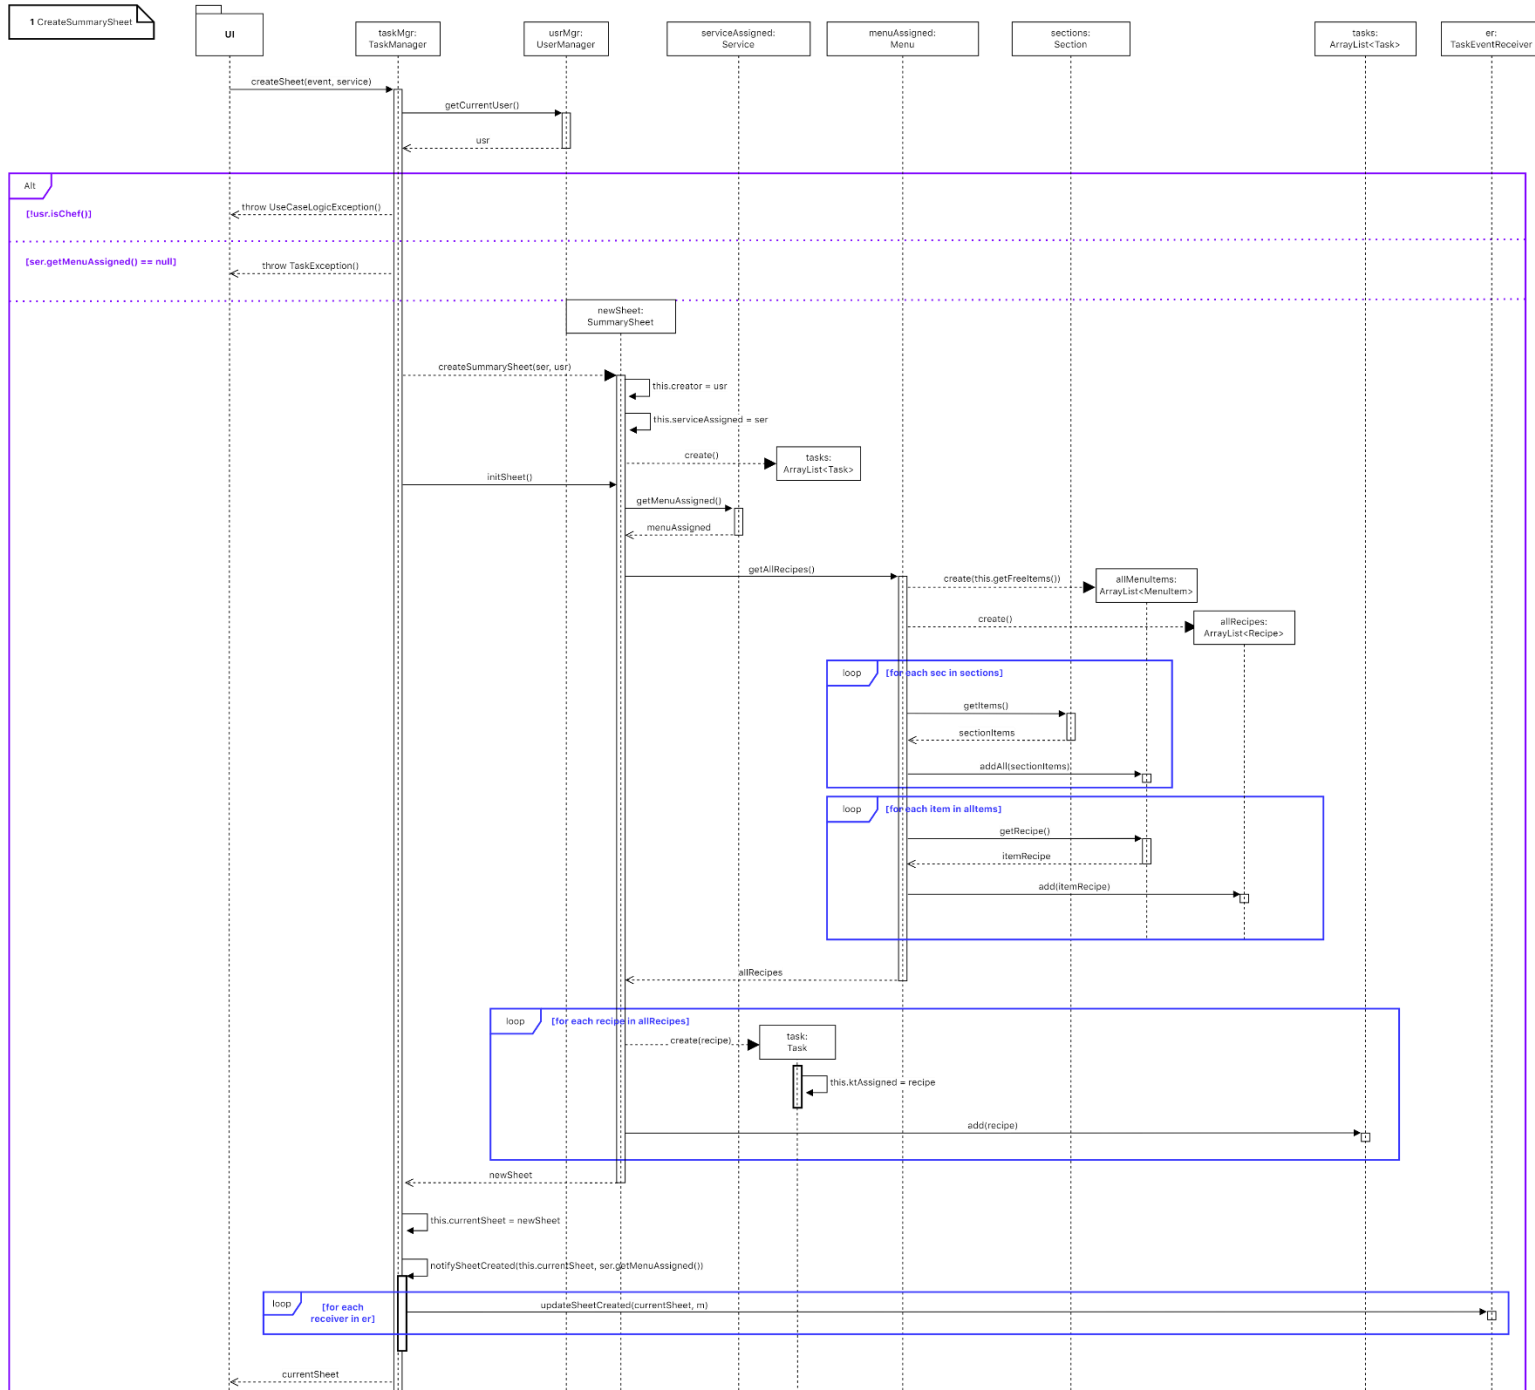 1 CreateSummarySheet
UI
taskMgr:
TaskManager
usrMgr:
UserManager
serviceAssigned:
Service
menuAssigned:
Menu
sections:
Section
tasks:
ArrayList<Task>
er:
TaskEventReceiver
createSheet(event, service)
getCurrentUser()
usr
Alt
[!usr.isChef()]
throw UseCaseLogicException()
[ser.getMenuAssigned() == null]
throw TaskException()
newSheet:
SummarySheet
createSummarySheet(ser, usr)
this.creator = usr
this.serviceAssigned = ser
create()
tasks:
ArrayList<Task>
initSheet()
getMenuAssigned()
menuAssigned
getAllRecipes()
create(this.getFreeItems())
allMenuItems:
ArrayList<MenuItem>
create()
allRecipes:
ArrayList<Recipe>
loop
[for each sec in sections]
getItems()
sectionItems
addAll(sectionItems)
loop
[for each item in allItems]
getRecipe()
itemRecipe
add(itemRecipe)
allRecipes
loop
[for each recipe in allRecipes]
create(recipe)
task:
Task
this.ktAssigned = recipe
add(recipe)
newSheet
this.currentSheet = newSheet
notifySheetCreated(this.currentSheet, ser.getMenuAssigned())
loop
[for each
receiver in er]
updateSheetCreated(currentSheet, m)
currentSheet